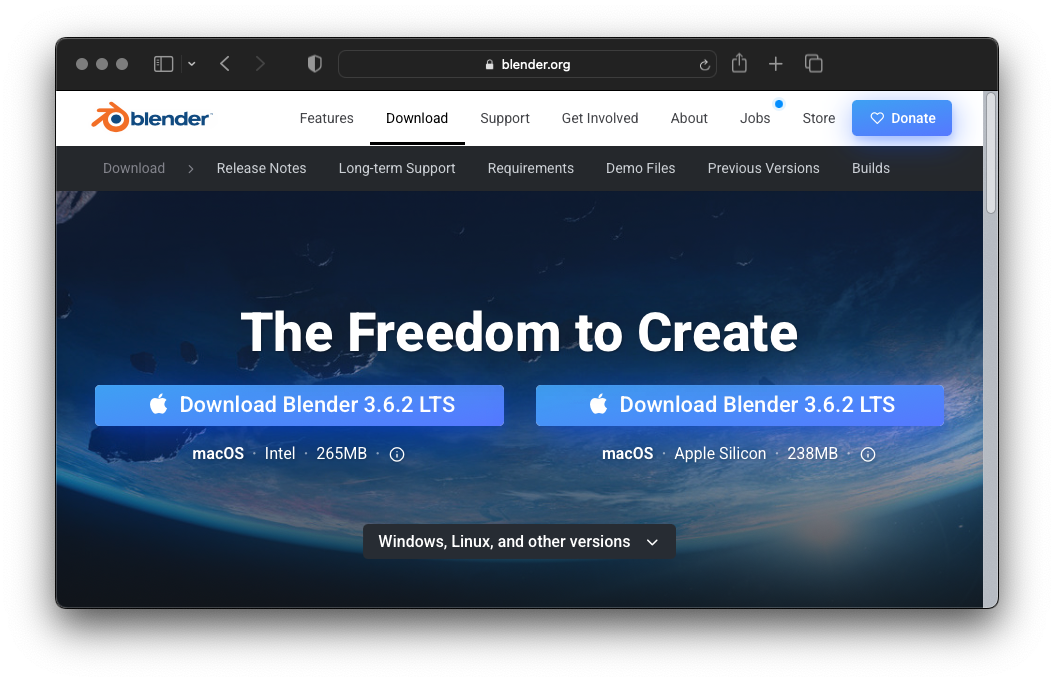 blender.org
blender™
Features Download Support Get Involved About Jobs Store Donate
Download Release Notes Long-term Support Requirements Demo Files Previous Versions Builds
The Freedom to Create
Download Blender 3.6.2 LTS Download Blender 3.6.2 LTS
macOS · Intel · 265MB · macOS · Apple Silicon · 238MB ·
Windows, Linux, and other versions